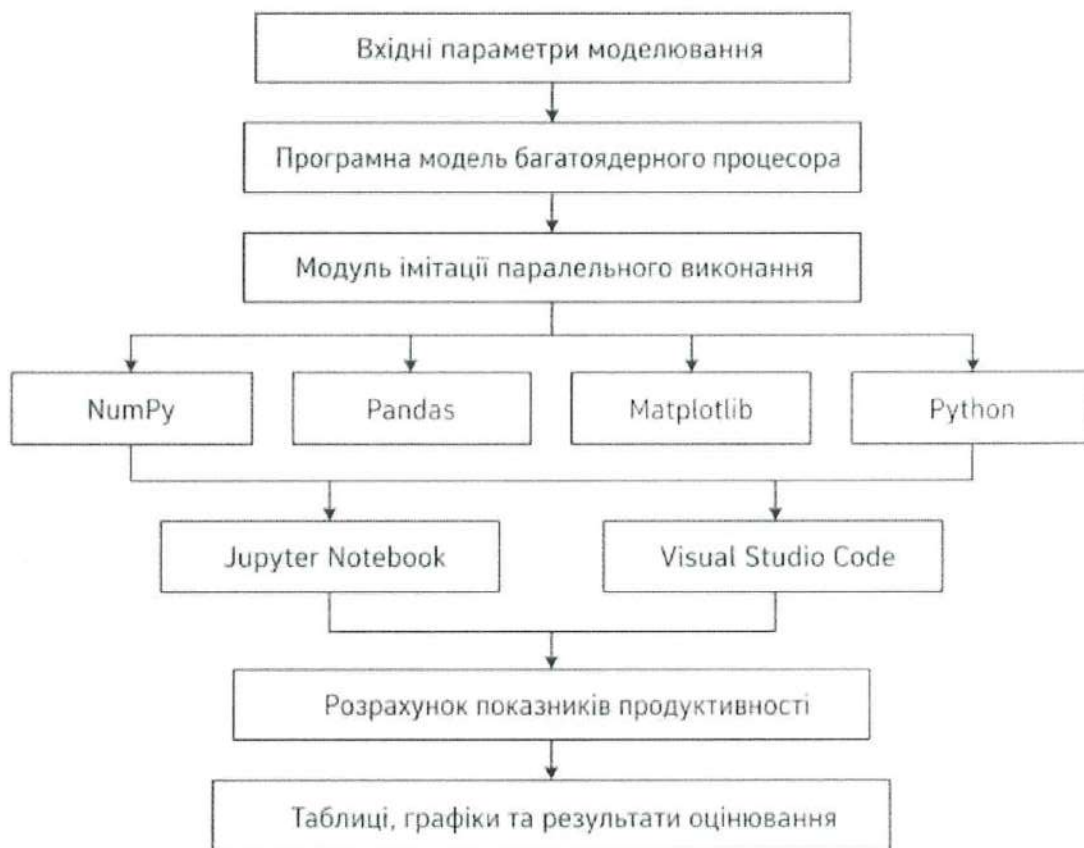 Вхідні параметри моделювання
Програмна модель багатоядерного процесора
Модуль імітації паралельного виконання
NumPy
Pandas
Matplotlib
Python
Jupyter Notebook
Visual Studio Code
Розрахунок показників продуктивності
Таблиці, графіки та результати оцінювання